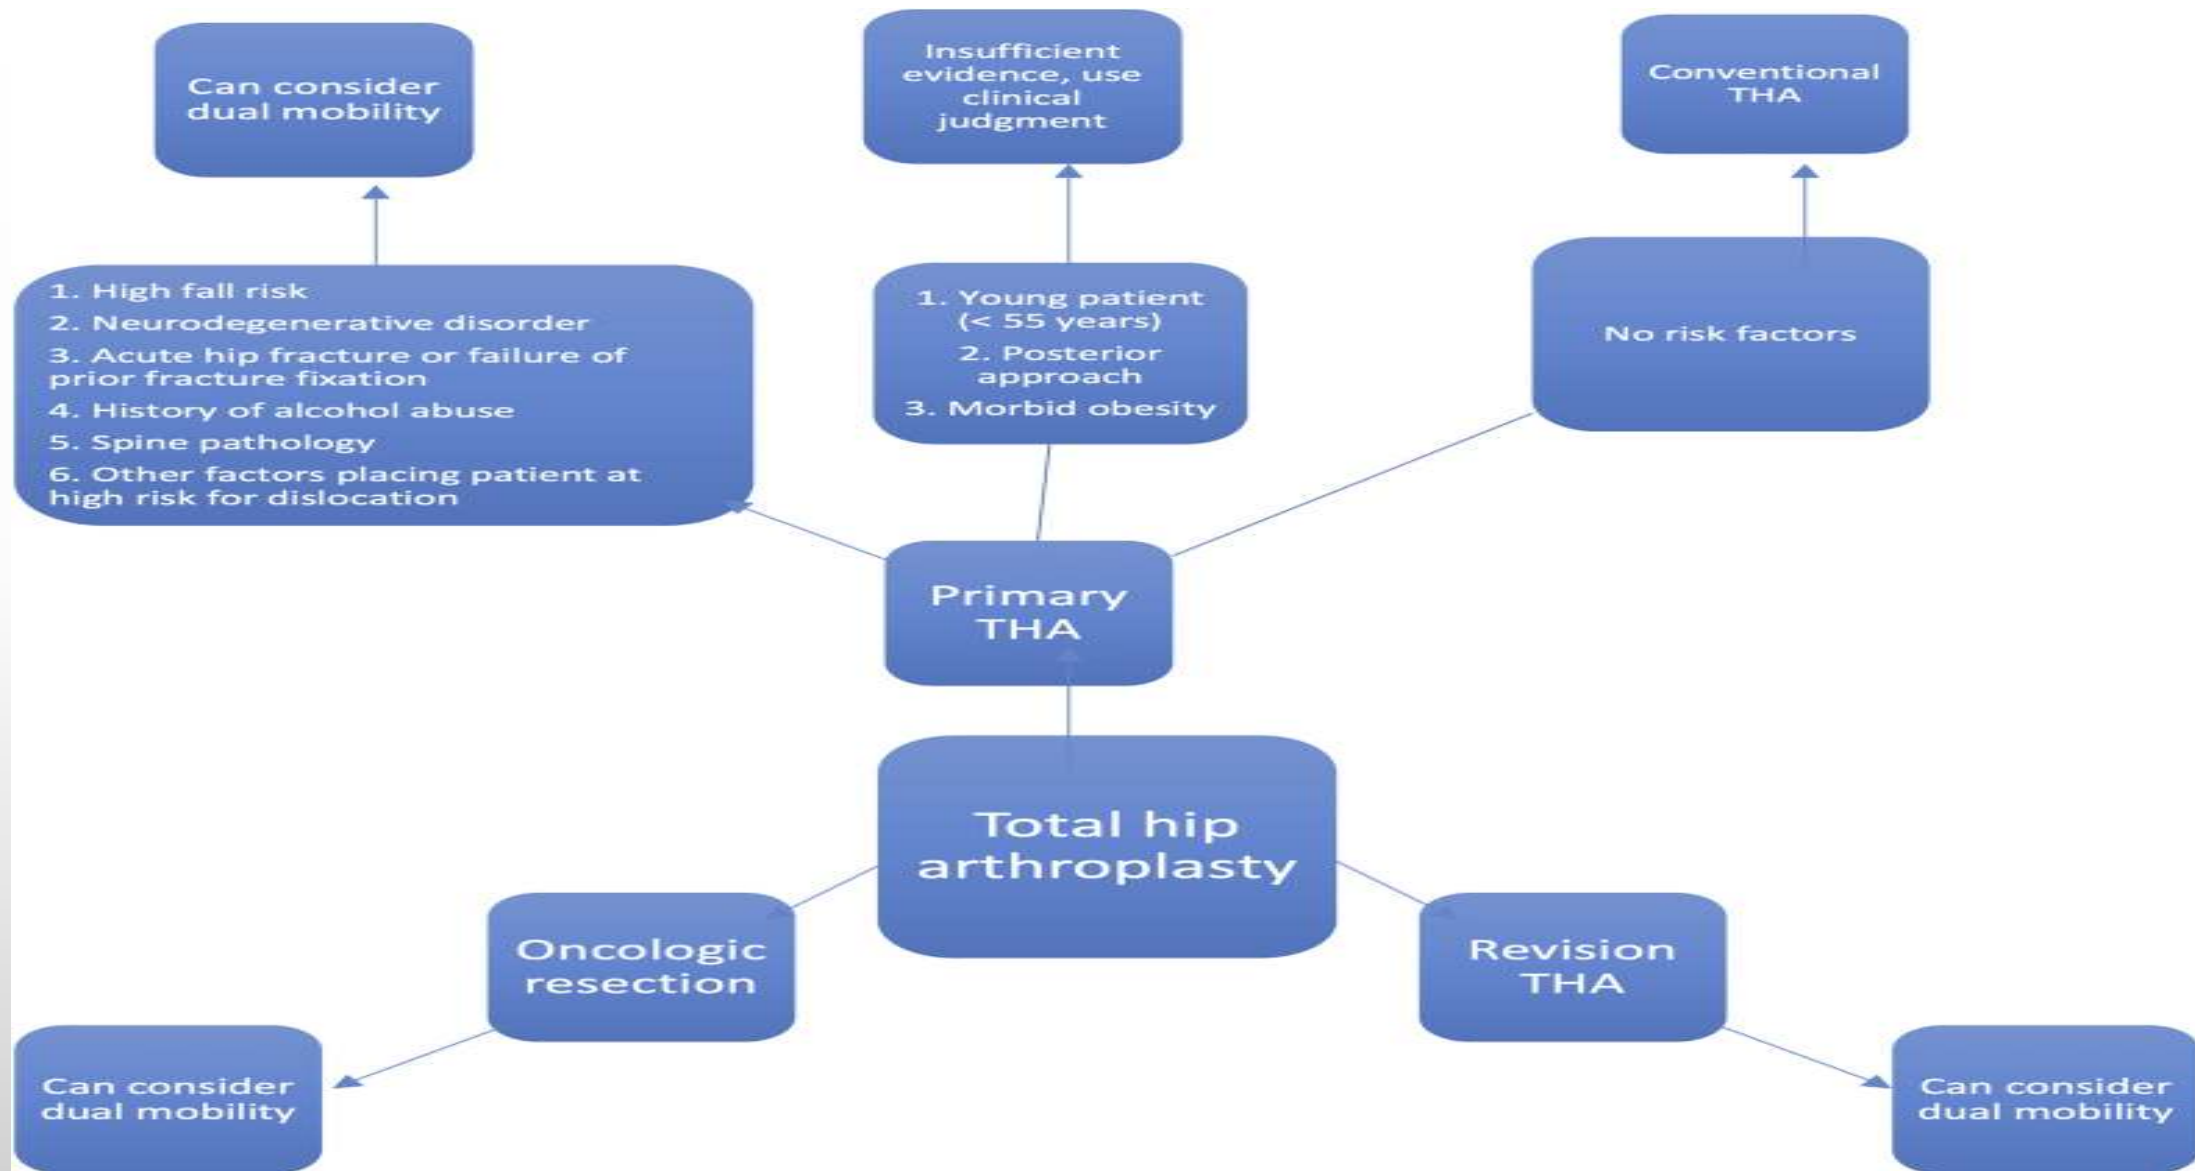 Can consider
dual mobility
Insufficient
evidence, use
clinical
judgment
Conventional
THA
1. High fall risk
2. Neurodegenerative disorder
3. Acute hip fracture or failure of
prior fracture fixation
4. History of alcohol abuse
5. Spine pathology
6. Other factors placing patient at
high risk for dislocation
1. Young patient
(< 55 years)
2. Posterior
approach
3. Morbid obesity
No risk factors
Primary
THA
Total hip
arthroplasty
Oncologic
resection
Revision
THA
Can consider
dual mobility
Can consider
dual mobility